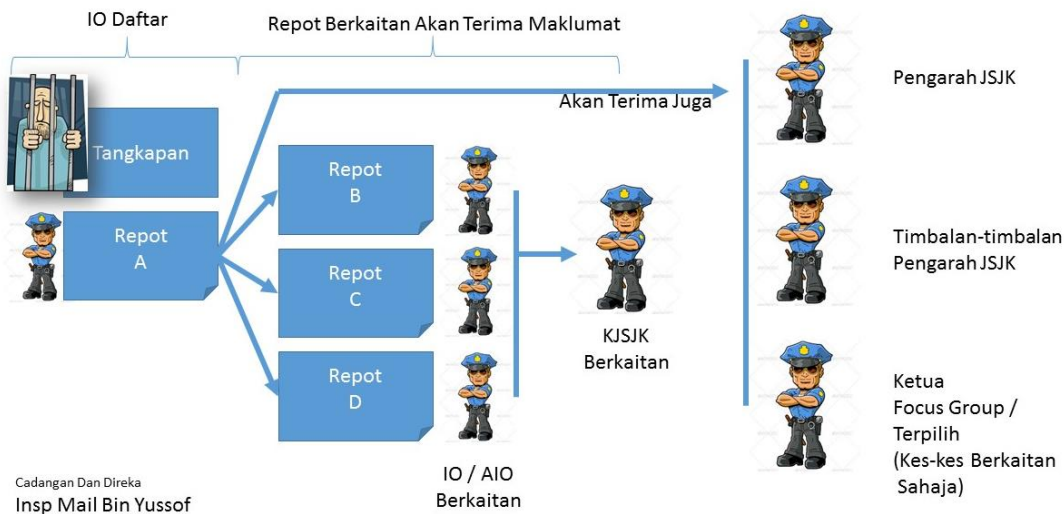 IO Daftar
Repot Berkaitan Akan Terima Maklumat
Akan Terima Juga
Tangkapan
Repot
A
Repot
B
Repot
C
Repot
D
IO / AIO
Berkaitan
KJSJK
Berkaitan
Pengarah JSJK
Timbalan-timbalan
Pengarah JSJK
Ketua
Focus Group /
Terpilih
(Kes-kes Berkaitan
Sahaja)
Cadangan Dan Direka
Insp Mail Bin Yussof